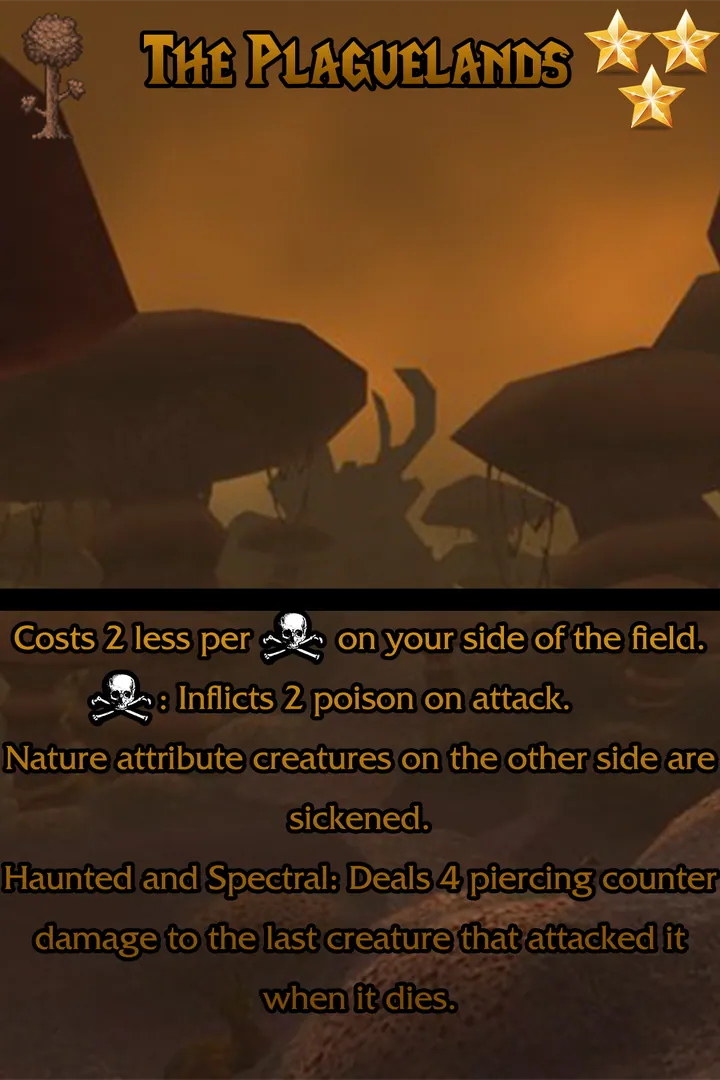 The Plaguelands
Costs 2 less per on your side of the field.
: Inflicts 2 poison on attack.
Nature attribute creatures on the other side are
sickened.
Haunted and Spectral: Deals 4 piercing counter
damage to the last creature that attacked it
when it dies.